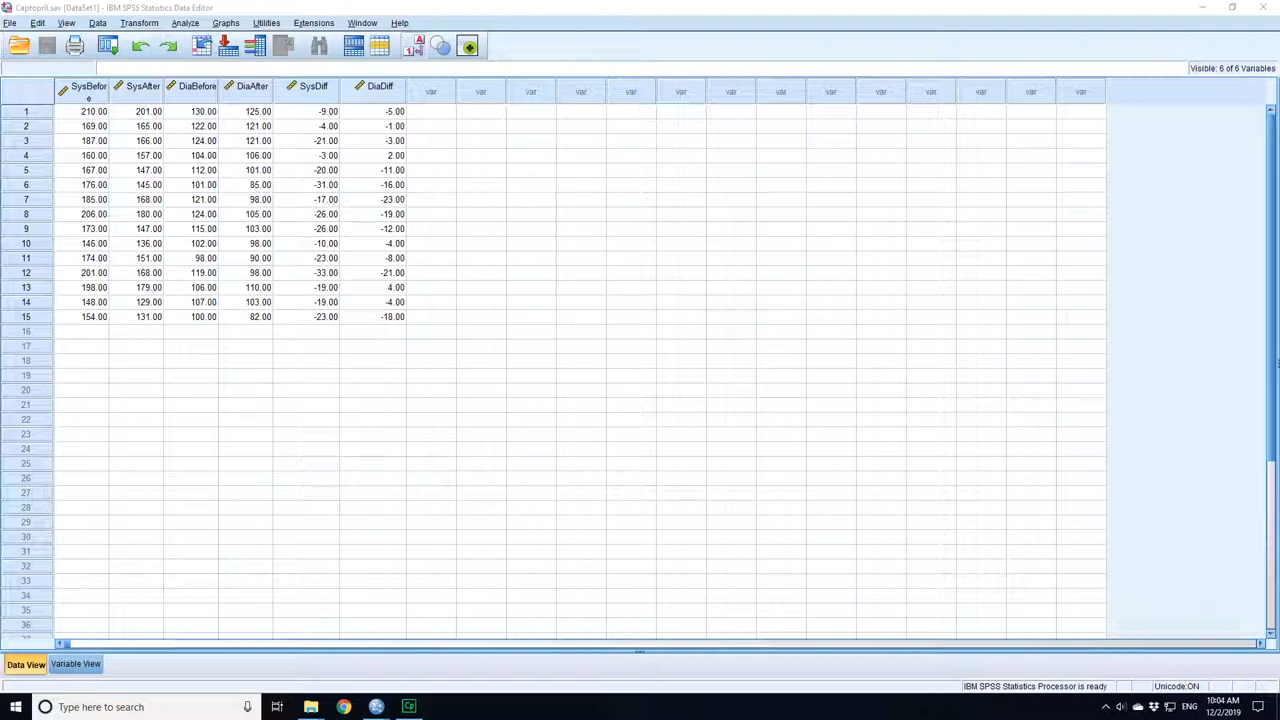 Captopril.sav [DataSet1] - IBM SPSS Statistics Data Editor
File Edit View Data Transform Analyze Graphs Utilities Extensions Window Help
Visible: 6 of 6 Variables
SysBefore SysAfter DiaBefore DiaAfter SysDiff DiaDiff var var var var var var var var var var var var var var
1 210.00 201.00 130.00 125.00 -9.00 -5.00
2 169.00 165.00 122.00 121.00 -4.00 -1.00
3 187.00 166.00 124.00 121.00 -21.00 -3.00
4 160.00 157.00 104.00 106.00 -3.00 2.00
5 167.00 147.00 112.00 101.00 -20.00 -11.00
6 176.00 145.00 101.00 85.00 -31.00 -16.00
7 185.00 168.00 121.00 98.00 -17.00 -23.00
8 206.00 180.00 124.00 105.00 -26.00 -19.00
9 173.00 147.00 115.00 103.00 -26.00 -12.00
10 146.00 136.00 102.00 98.00 -10.00 -4.00
11 174.00 151.00 98.00 90.00 -23.00 -8.00
12 201.00 168.00 119.00 98.00 -33.00 -21.00
13 198.00 179.00 106.00 110.00 -19.00 4.00
14 148.00 129.00 107.00 103.00 -19.00 -4.00
15 154.00 131.00 100.00 82.00 -23.00 -18.00
16
17
18
19
20
21
22
23
24
25
26
27
28
29
30
31
32
33
34
35
36
37
Data View Variable View
IBM SPSS Statistics Processor is ready Unicode:ON
Type here to search
Cp
ENG
10:04 AM
12/2/2019